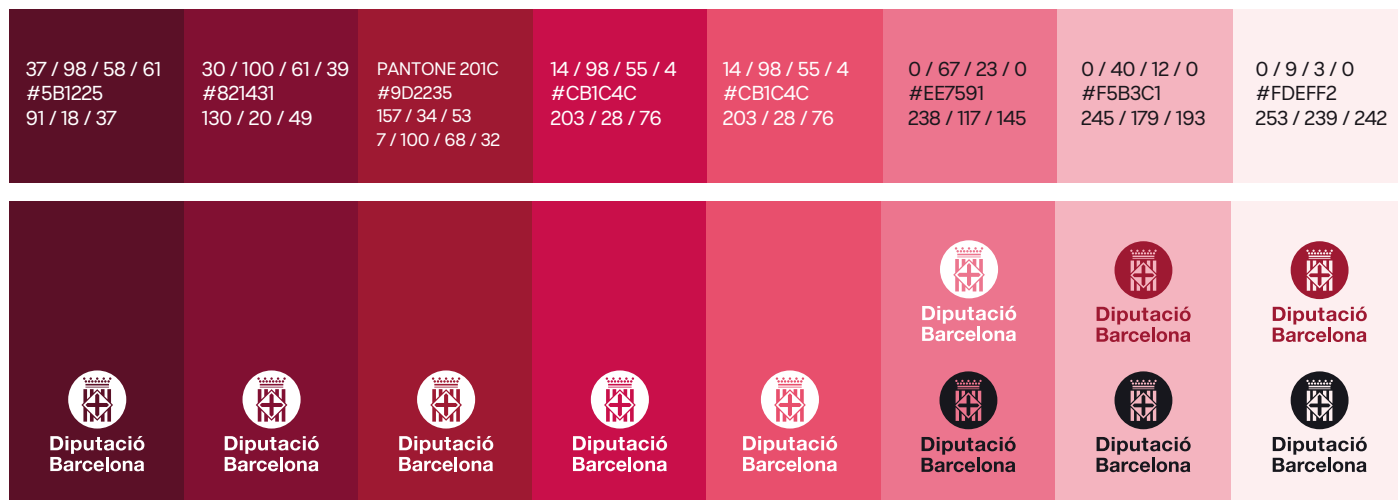 37 / 98 / 58 / 61
#5B1225
91 / 18 / 37
30 / 100 / 61 / 39
#821431
130 / 20 / 49
PANTONE 201C
#9D2235
157 / 34 / 53
7 / 100 / 68 / 32
14 / 98 / 55 / 4
#CB1C4C
203 / 28 / 76
14 / 98 / 55 / 4
#CB1C4C
203 / 28 / 76
0 / 67 / 23 / 0
#EE7591
238 / 117 / 145
0 / 40 / 12 / 0
#F5B3C1
245 / 179 / 193
0 / 9 / 3 / 0
#FDEFF2
253 / 239 / 242
Diputació
Barcelona
Diputació
Barcelona
Diputació
Barcelona
Diputació
Barcelona
Diputació
Barcelona
Diputació
Barcelona
Diputació
Barcelona
Diputació
Barcelona
Diputació
Barcelona
Diputació
Barcelona
Diputació
Barcelona